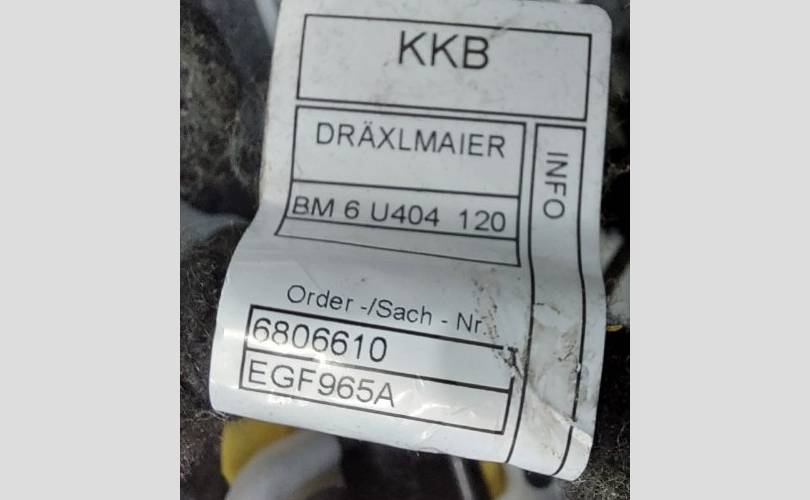 KKB
DRÄXLMAIER
INFO
BM 6 U404 120
Order -/Sach - Nr.
6806610
EGF965A